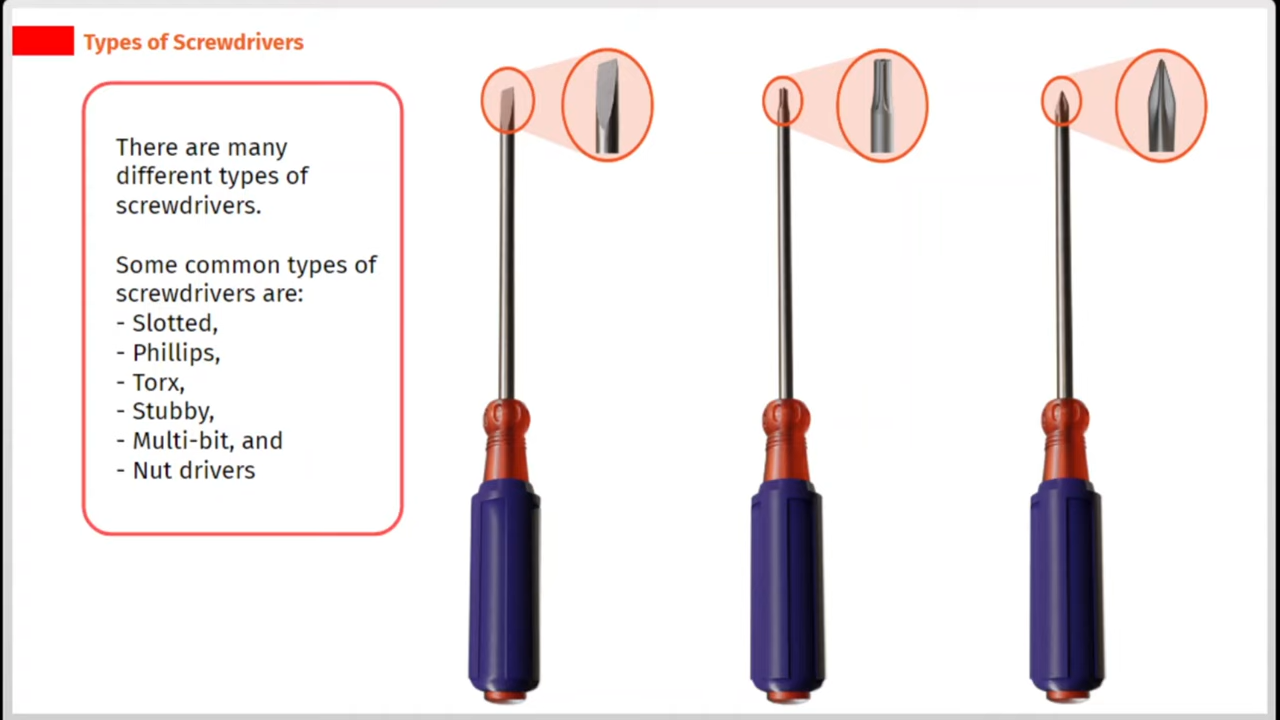 Types of Screwdrivers
There are many
different types of
screwdrivers.
Some common types of
screwdrivers are:
- Slotted,
- Phillips,
- Torx,
- Stubby,
- Multi-bit, and
- Nut drivers